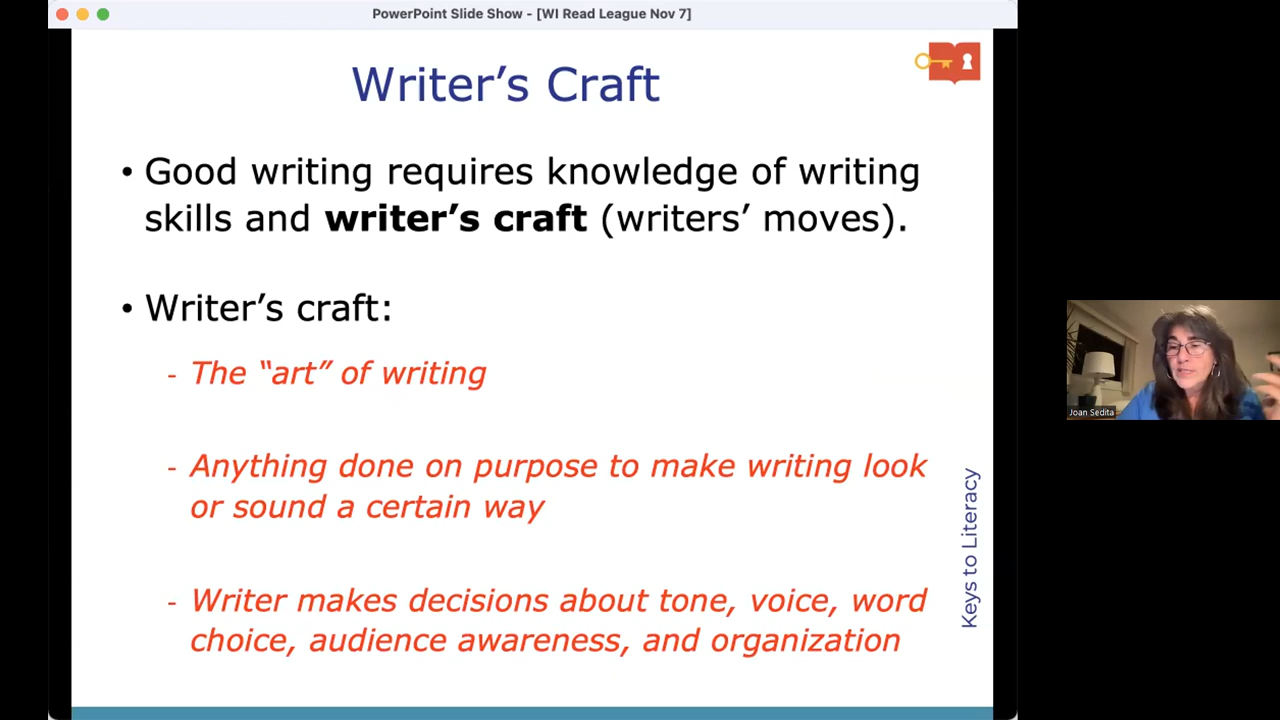 PowerPoint Slide Show - [WI Read League Nov 7]
Writer’s Craft
• Good writing requires knowledge of writing
skills and writer’s craft (writers’ moves).
• Writer’s craft:
- The “art” of writing
- Anything done on purpose to make writing look
or sound a certain way
- Writer makes decisions about tone, voice, word
choice, audience awareness, and organization
Keys to Literacy
Joan Sedita